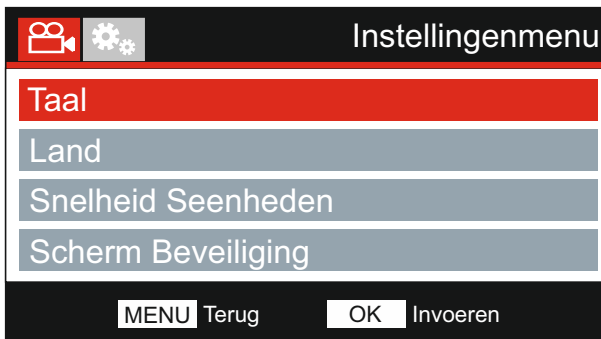 Instellingenmenu
Taal
Land
Snelheid Seenheden
Scherm Beveiliging
MENU Terug OK Invoeren